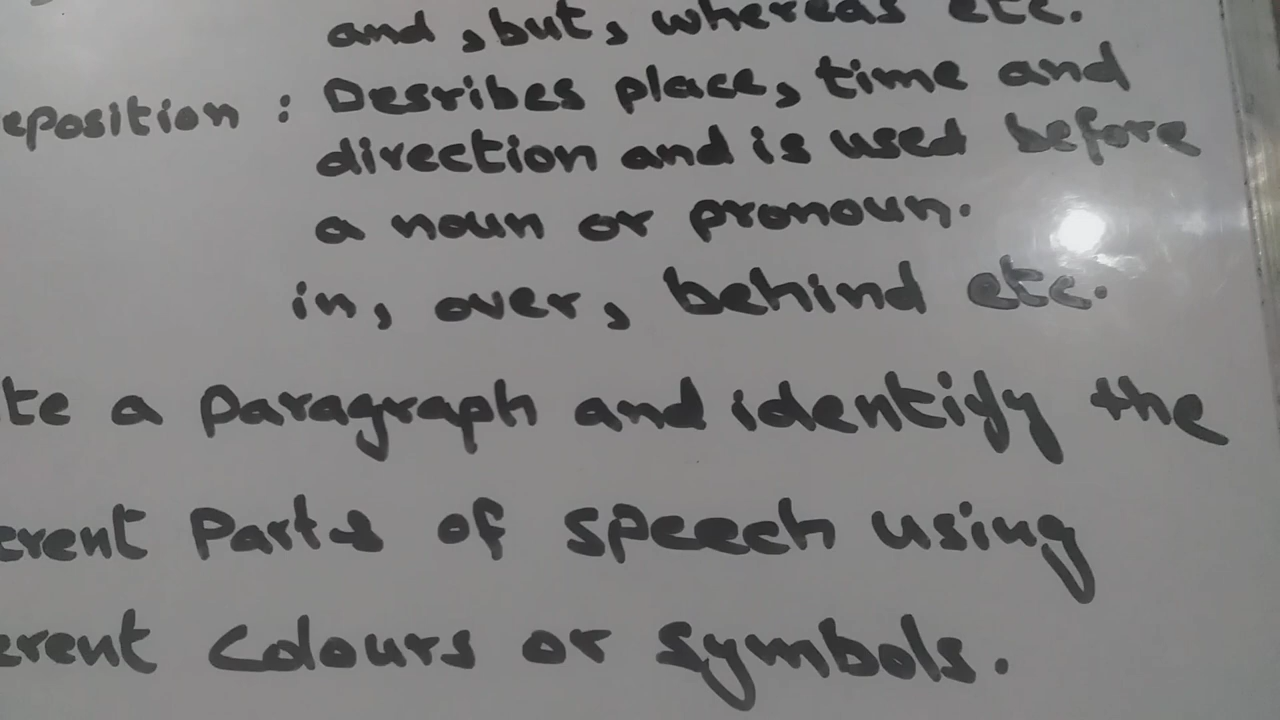 and, but, whereas etc.
eposition : Desribes place, time and
direction and is used before
a noun or pronoun.
in, over, behind etc.
te a paragraph and identify the
erent Parts of speech using
erent Colours or symbols.